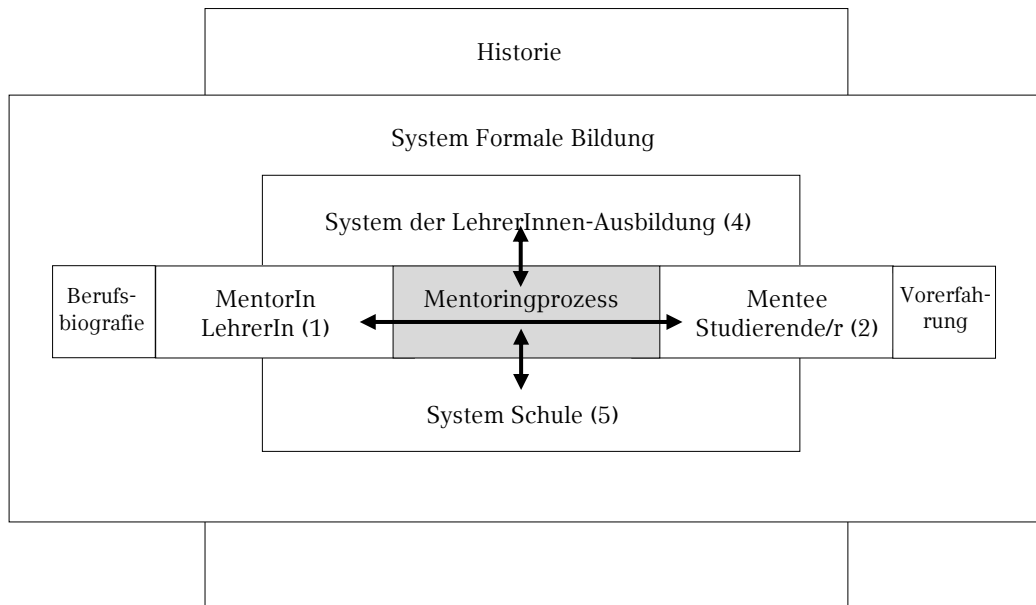 Historie
System Formale Bildung
System der LehrerInnen-Ausbildung (4)
Berufs-
biografie
MentorIn
LehrerIn (1)
Mentoringprozess
Mentee
Studierende/r (2)
Vorerfah-
rung
System Schule (5)